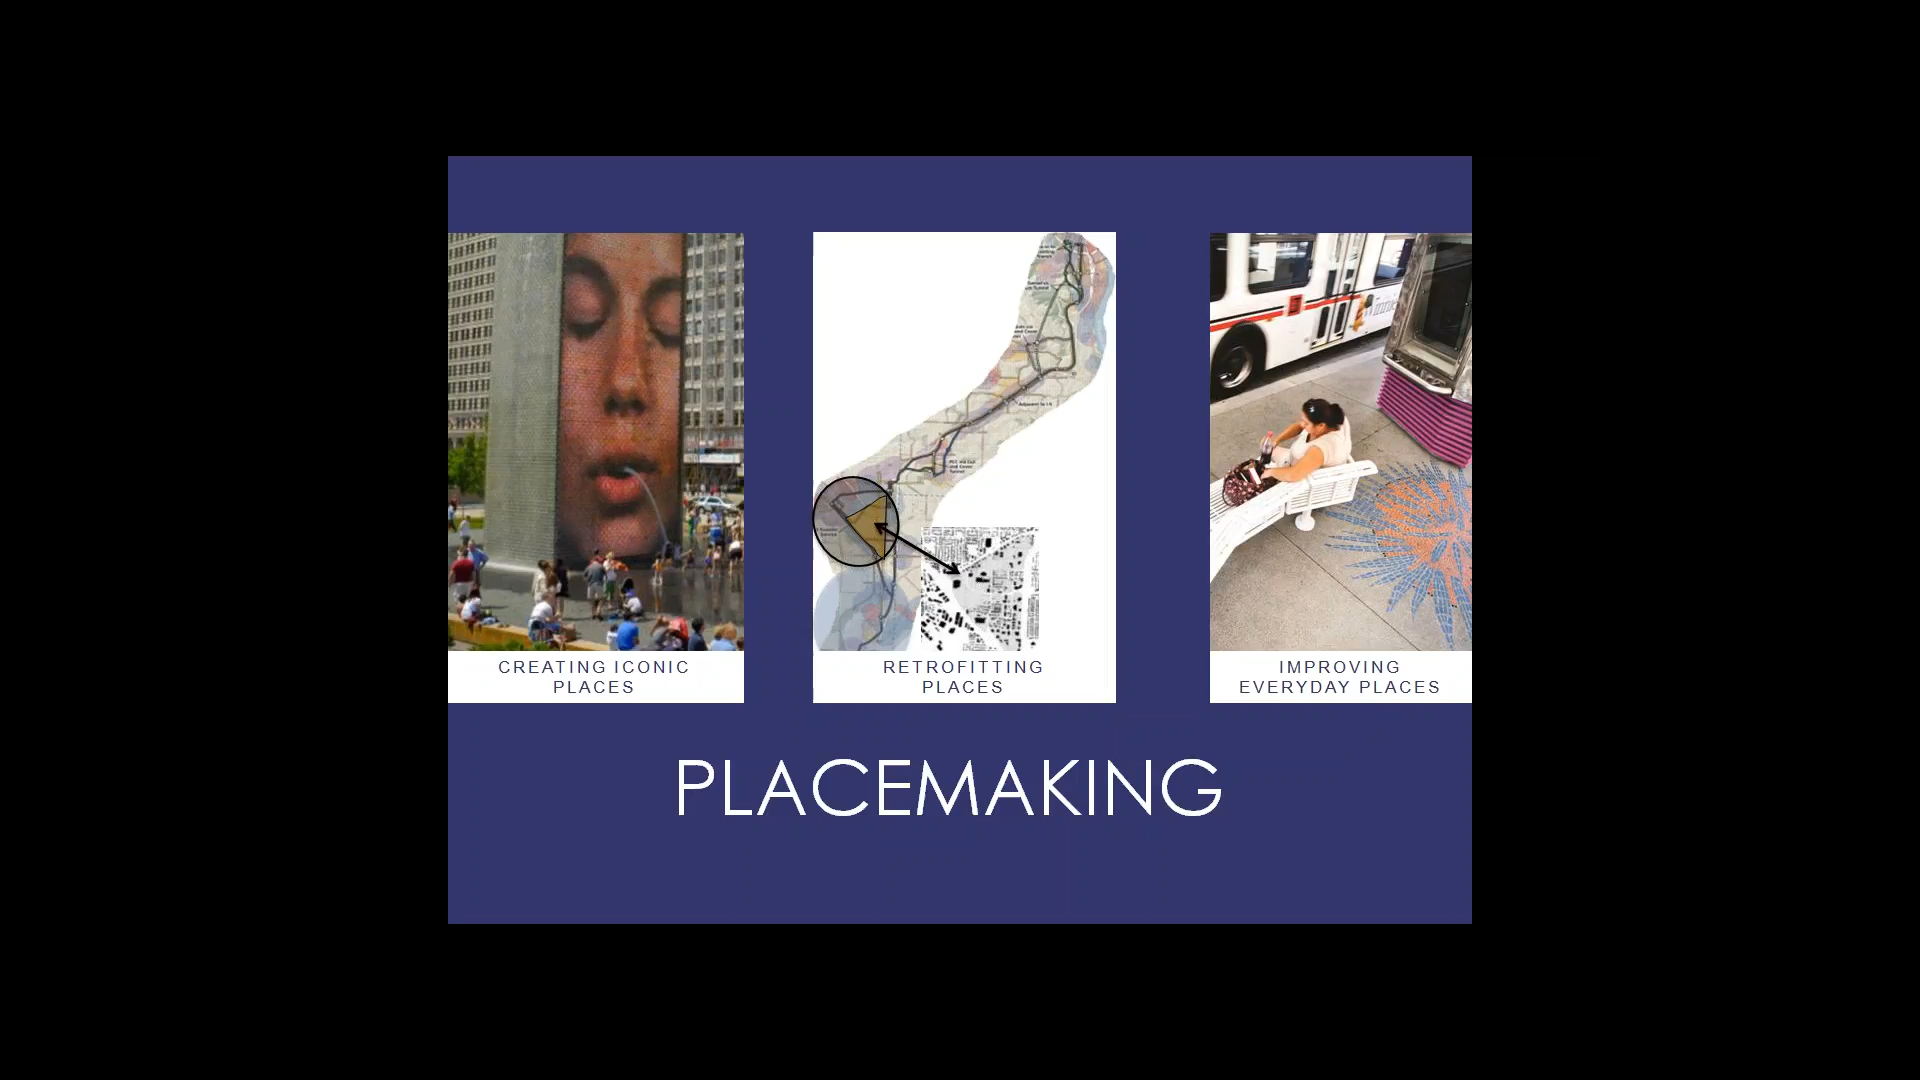 CREATING ICONIC
PLACES
RETROFITTING
PLACES
IMPROVING
EVERYDAY PLACES
PLACEMAKING